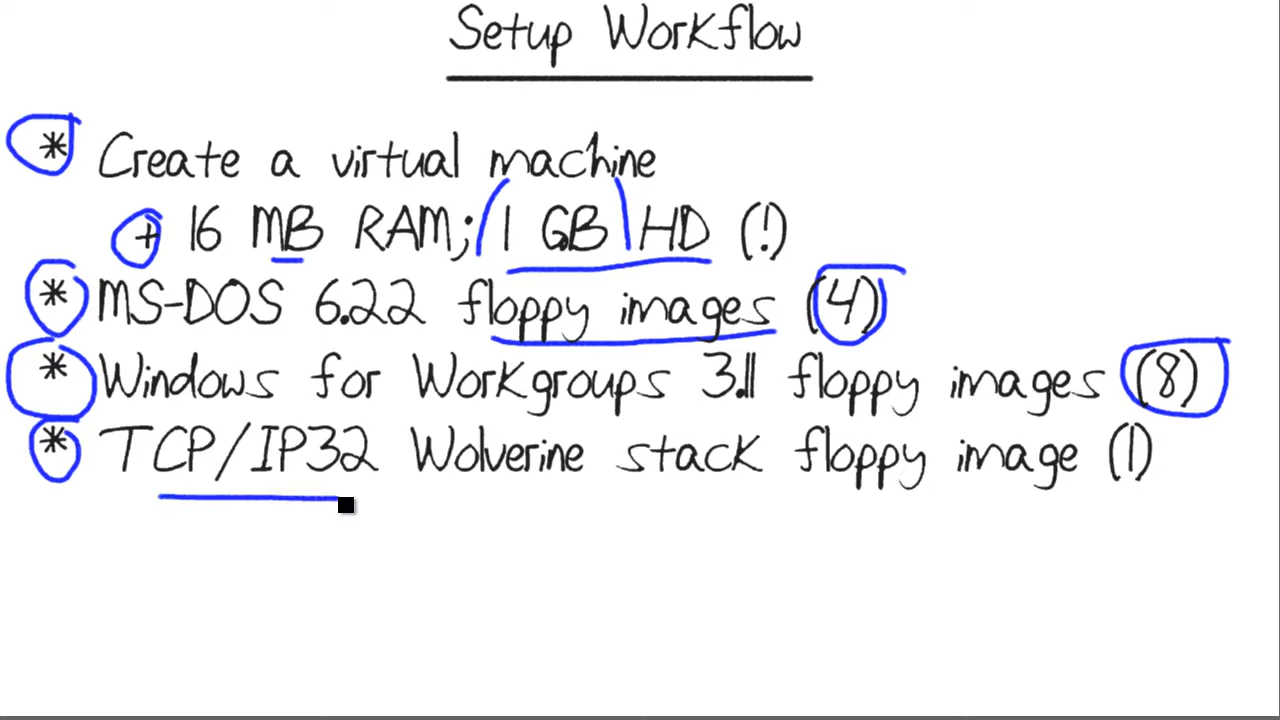 Setup Workflow
* Create a virtual machine
+ 16 MB RAM; 1 GB HD (!)
* MS-DOS 6.22 floppy images (4)
* Windows for Workgroups 3.11 floppy images (8)
* TCP/IP32 Wolverine stack floppy image (1)